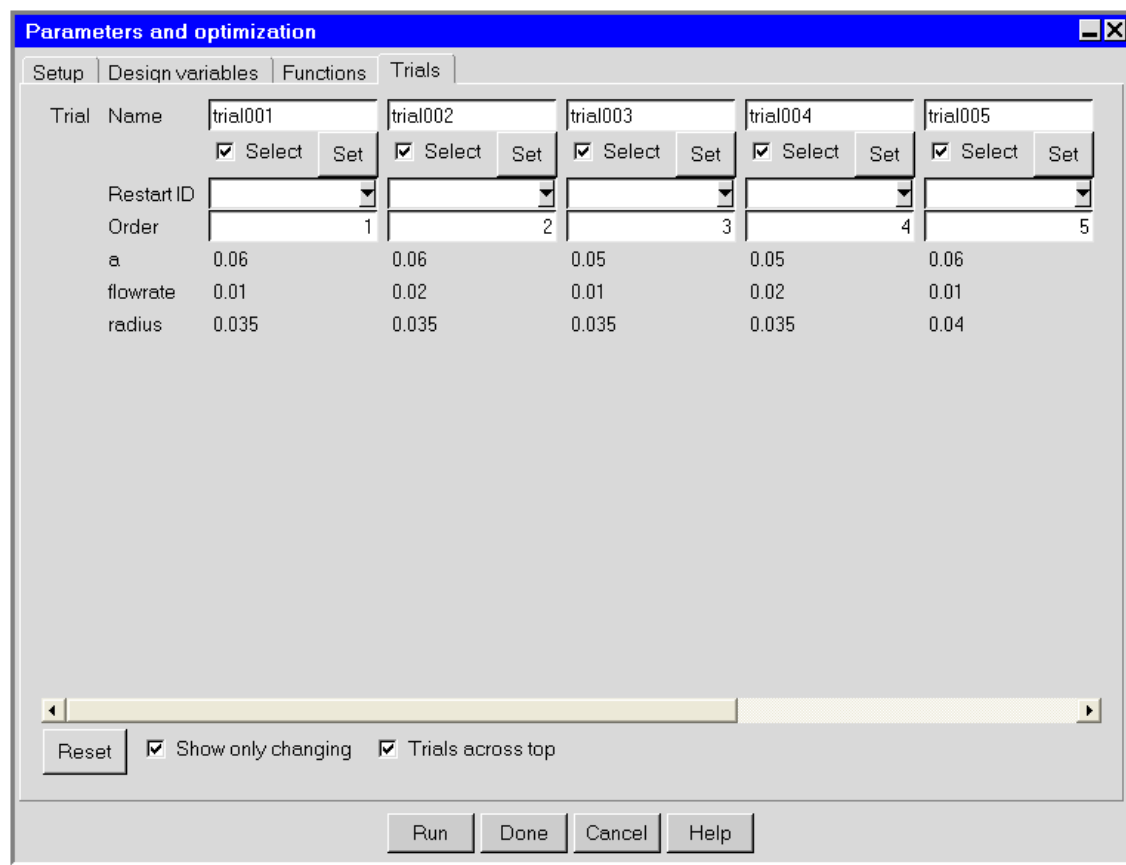 Parameters and optimization
Setup Design variables Functions Trials
Trial Name trial001 trial002 trial003 trial004 trial005
Select Set Select Set Select Set Select Set Select Set
Restart ID
Order 1 2 3 4 5
a 0.06 0.06 0.05 0.05 0.06
flowrate 0.01 0.02 0.01 0.02 0.01
radius 0.035 0.035 0.035 0.035 0.04
Reset Show only changing Trials across top
Run Done Cancel Help